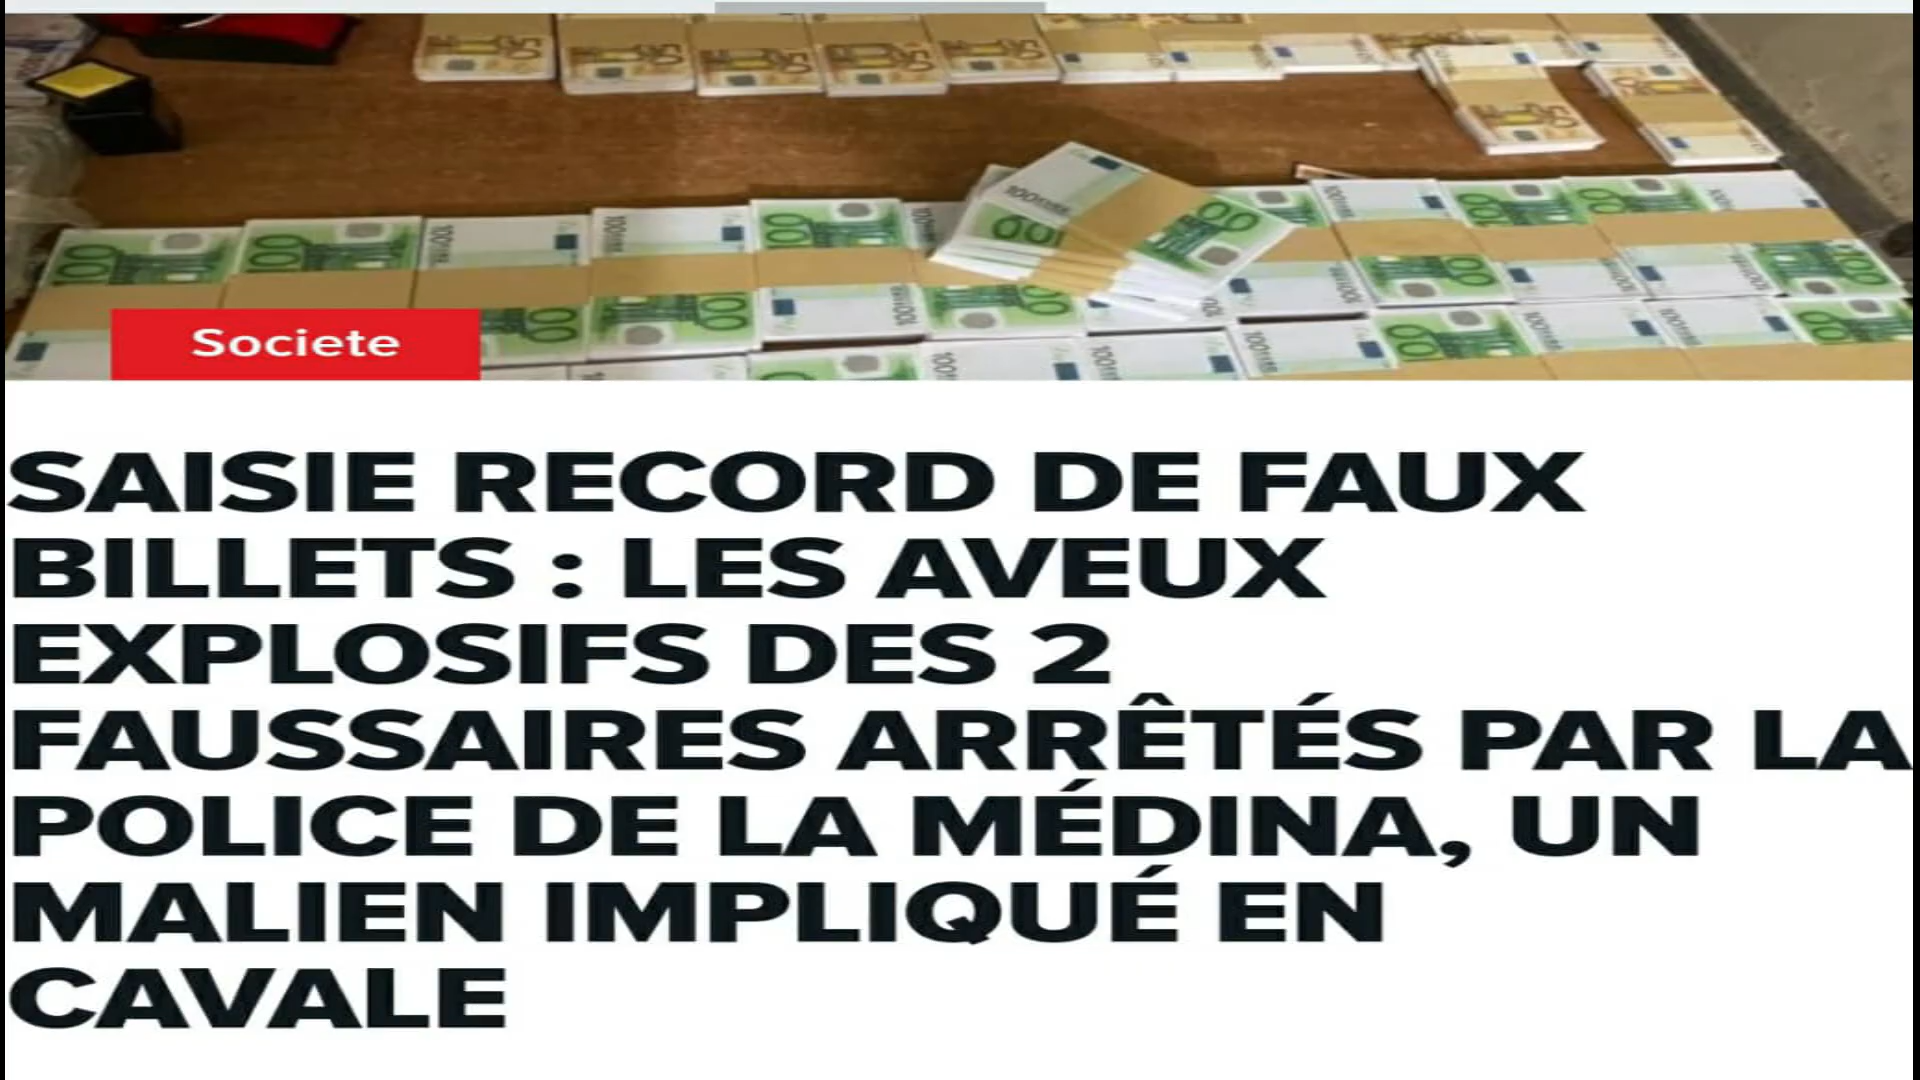 Societe
SAISIE RECORD DE FAUX
BILLETS : LES AVEUX
EXPLOSIFS DES 2
FAUSSAIRES ARRÊTÉS PAR LA
POLICE DE LA MÉDINA, UN
MALIEN IMPLIQUÉ EN
CAVALE